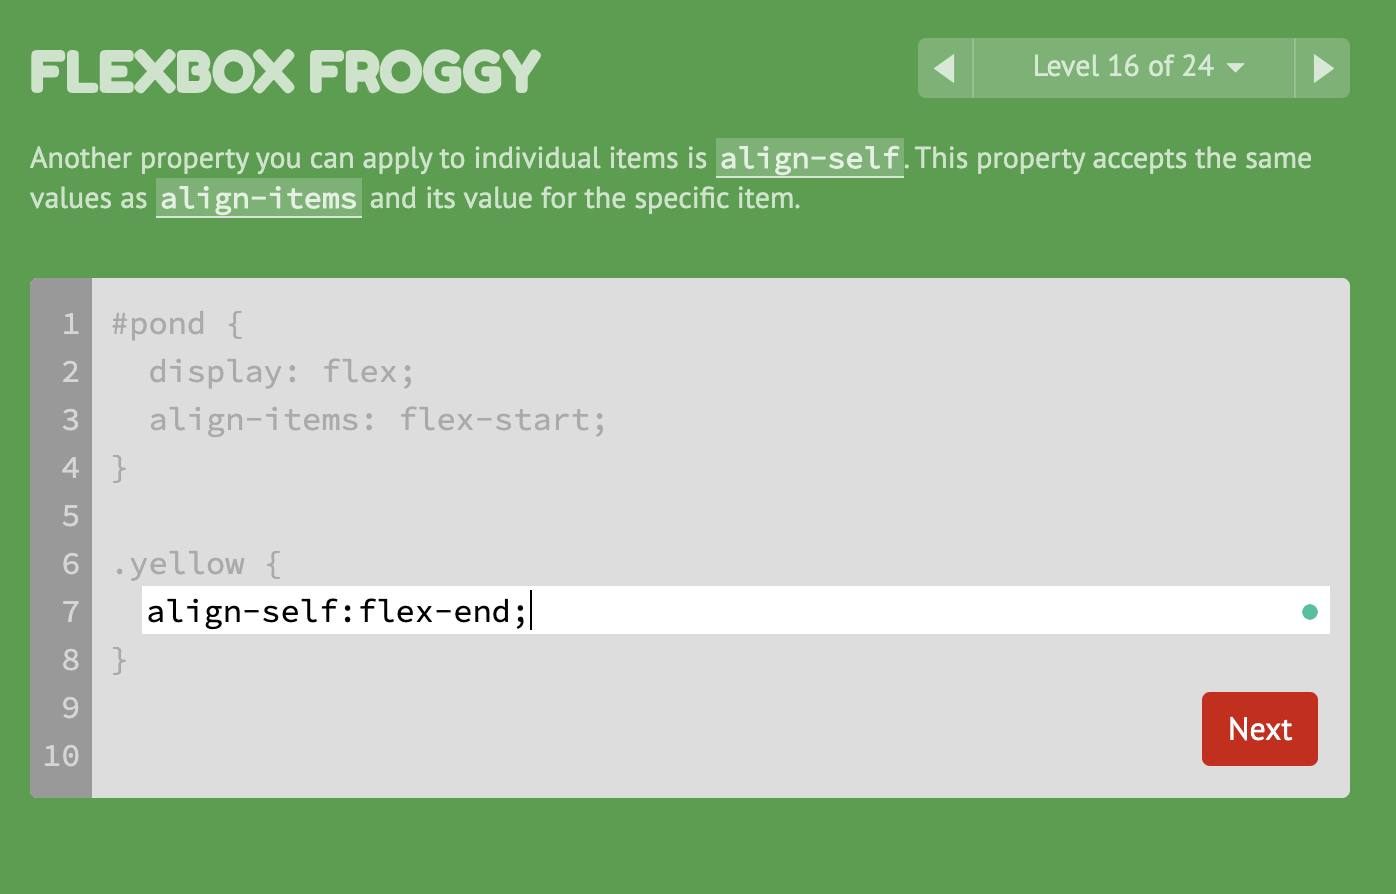 FLEXBOX FROGGY
Level 16 of 24
Another property you can apply to individual items is align-self. This property accepts the same
values as align-items and its value for the specific item.
1 #pond {
2   display: flex;
3   align-items: flex-start;
4 }
5
6 .yellow {
7   align-self:flex-end;
8 }
9
10
Next